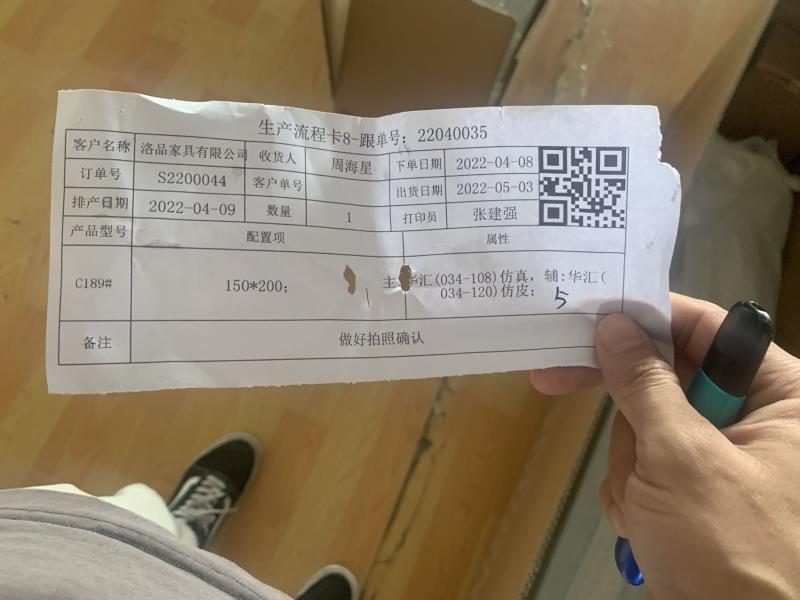 生产流程卡8-跟单号: 22040035
客户名称 洛品家具有限公司 收货人 周海星 下单日期 2022-04-08
订单号 S2200044 客户单号 出货日期 2022-05-03
排产日期 2022-04-09 数量 1 打印员 张建强
产品型号 配置项 属性
C189# 150*200; 主 华汇(034-108)仿真, 辅:华汇(
034-120)仿皮; 5
备注 做好拍照确认